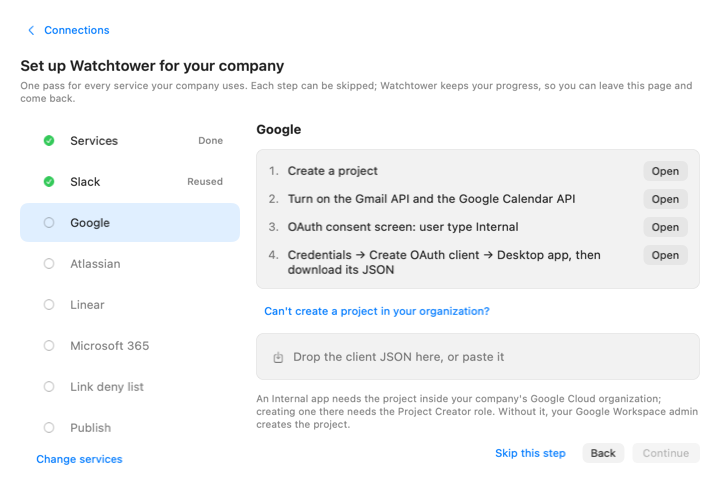 Connections
Set up Watchtower for your company
One pass for every service your company uses. Each step can be skipped; Watchtower keeps your progress, so you can leave this page and
come back.
Services
Done
Slack
Reused
Google
Atlassian
Linear
Microsoft 365
Link deny list
Publish
Change services
Google
1. Create a project
Open
2. Turn on the Gmail API and the Google Calendar API
Open
3. OAuth consent screen: user type Internal
Open
4. Credentials → Create OAuth client → Desktop app, then
download its JSON
Open
Can't create a project in your organization?
Drop the client JSON here, or paste it
An Internal app needs the project inside your company's Google Cloud organization;
creating one there needs the Project Creator role. Without it, your Google Workspace admin
creates the project.
Skip this step
Back
Continue